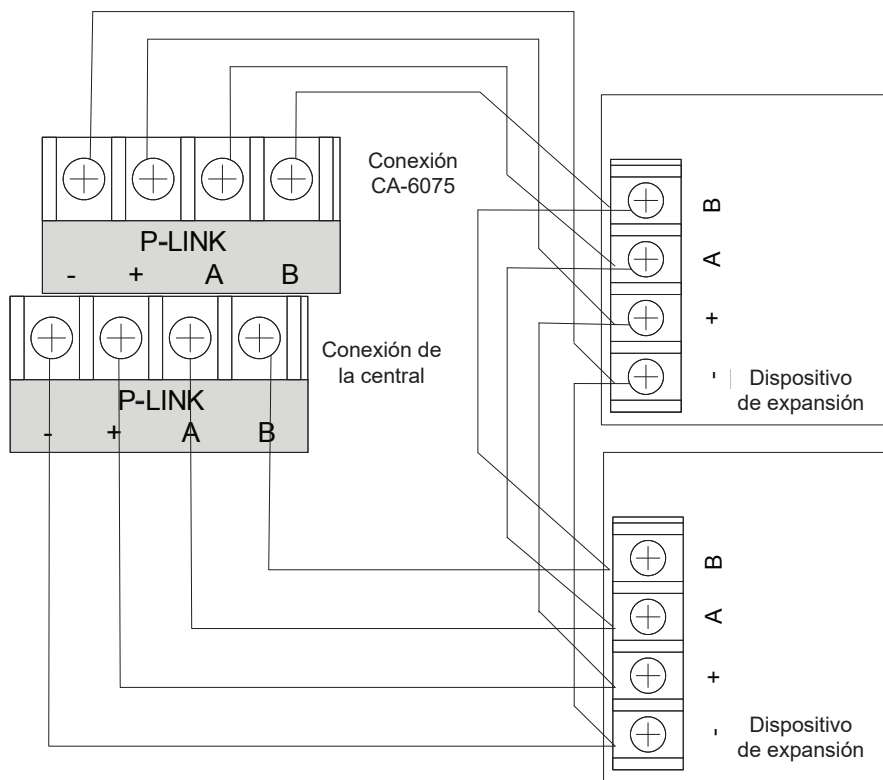 Conexión
CA-6075
P-LINK
- + A B
Conexión de
la central
P-LINK
- + A B
B
A
+
-
Dispositivo
de expansión
B
A
+
-
Dispositivo
de expansión